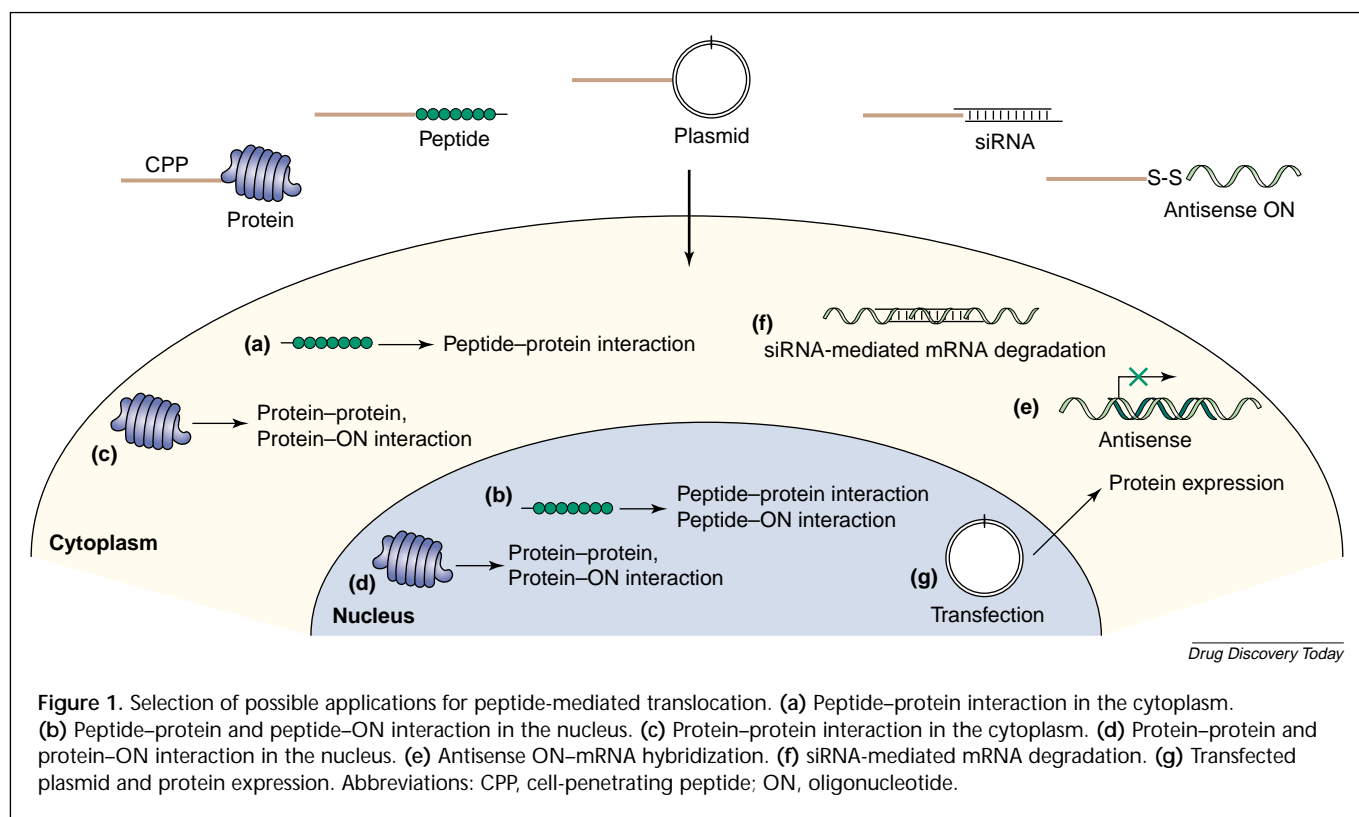 Plasmid
Peptide
siRNA
CPP
S-S
Protein
Antisense ON
(a)
Peptide–protein interaction
(f)
siRNA-mediated mRNA degradation
(c)
Protein–protein,
Protein–ON interaction
(e)
Antisense
Protein expression
(b)
Peptide–protein interaction
Peptide–ON interaction
Cytoplasm
(d)
Protein–protein,
Protein–ON interaction
(g)
Transfection
Nucleus
Drug Discovery Today
Figure 1. Selection of possible applications for peptide-mediated translocation. (a) Peptide–protein interaction in the cytoplasm.
(b) Peptide–protein and peptide–ON interaction in the nucleus. (c) Protein–protein interaction in the cytoplasm. (d) Protein–protein and
protein–ON interaction in the nucleus. (e) Antisense ON–mRNA hybridization. (f) siRNA-mediated mRNA degradation. (g) Transfected
plasmid and protein expression. Abbreviations: CPP, cell-penetrating peptide; ON, oligonucleotide.